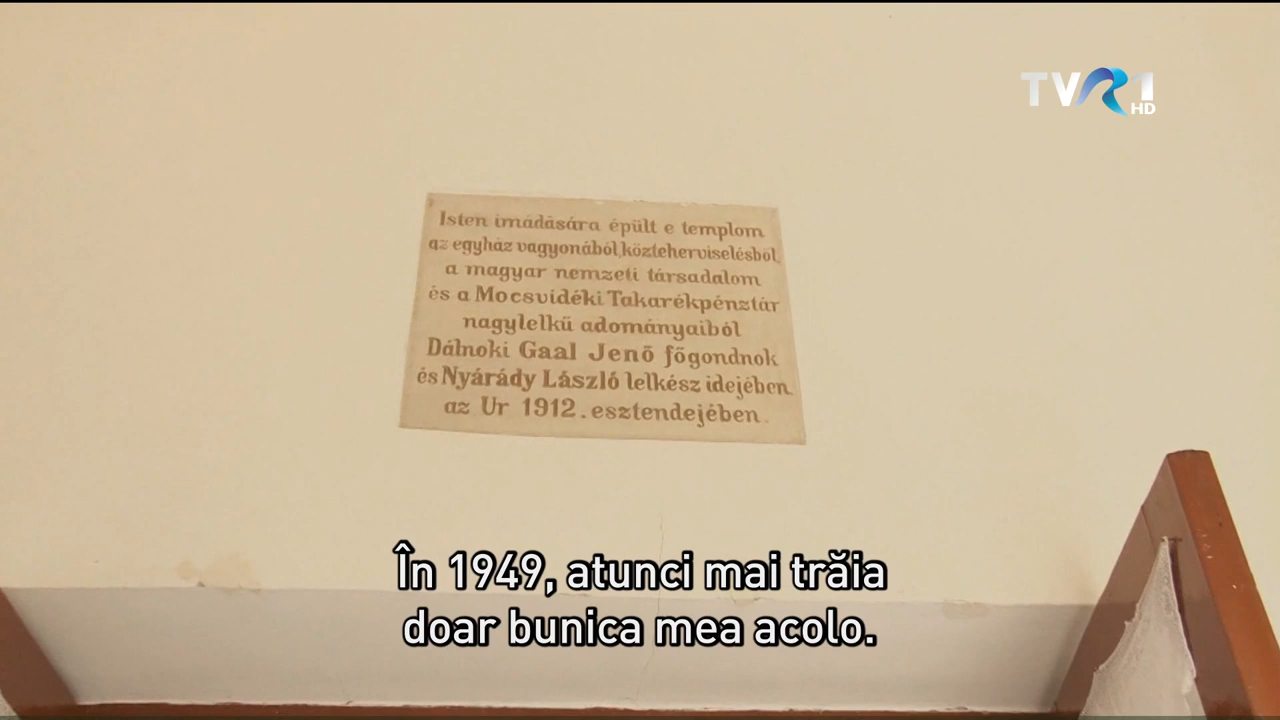 TVR1
HD
Isten imádására épült e templom
az egyház vagyonából, közteherviselésből,
a magyar nemzeti társadalom
és a Mocsvidéki Takarékpénztár
nagylelkű adományaiból
Dálnoki Gaal Jenő főgondnok
és Nyárády László lelkész idejében
az Ur 1912. esztendejében.
În 1949, atunci mai trăia
doar bunica mea acolo.